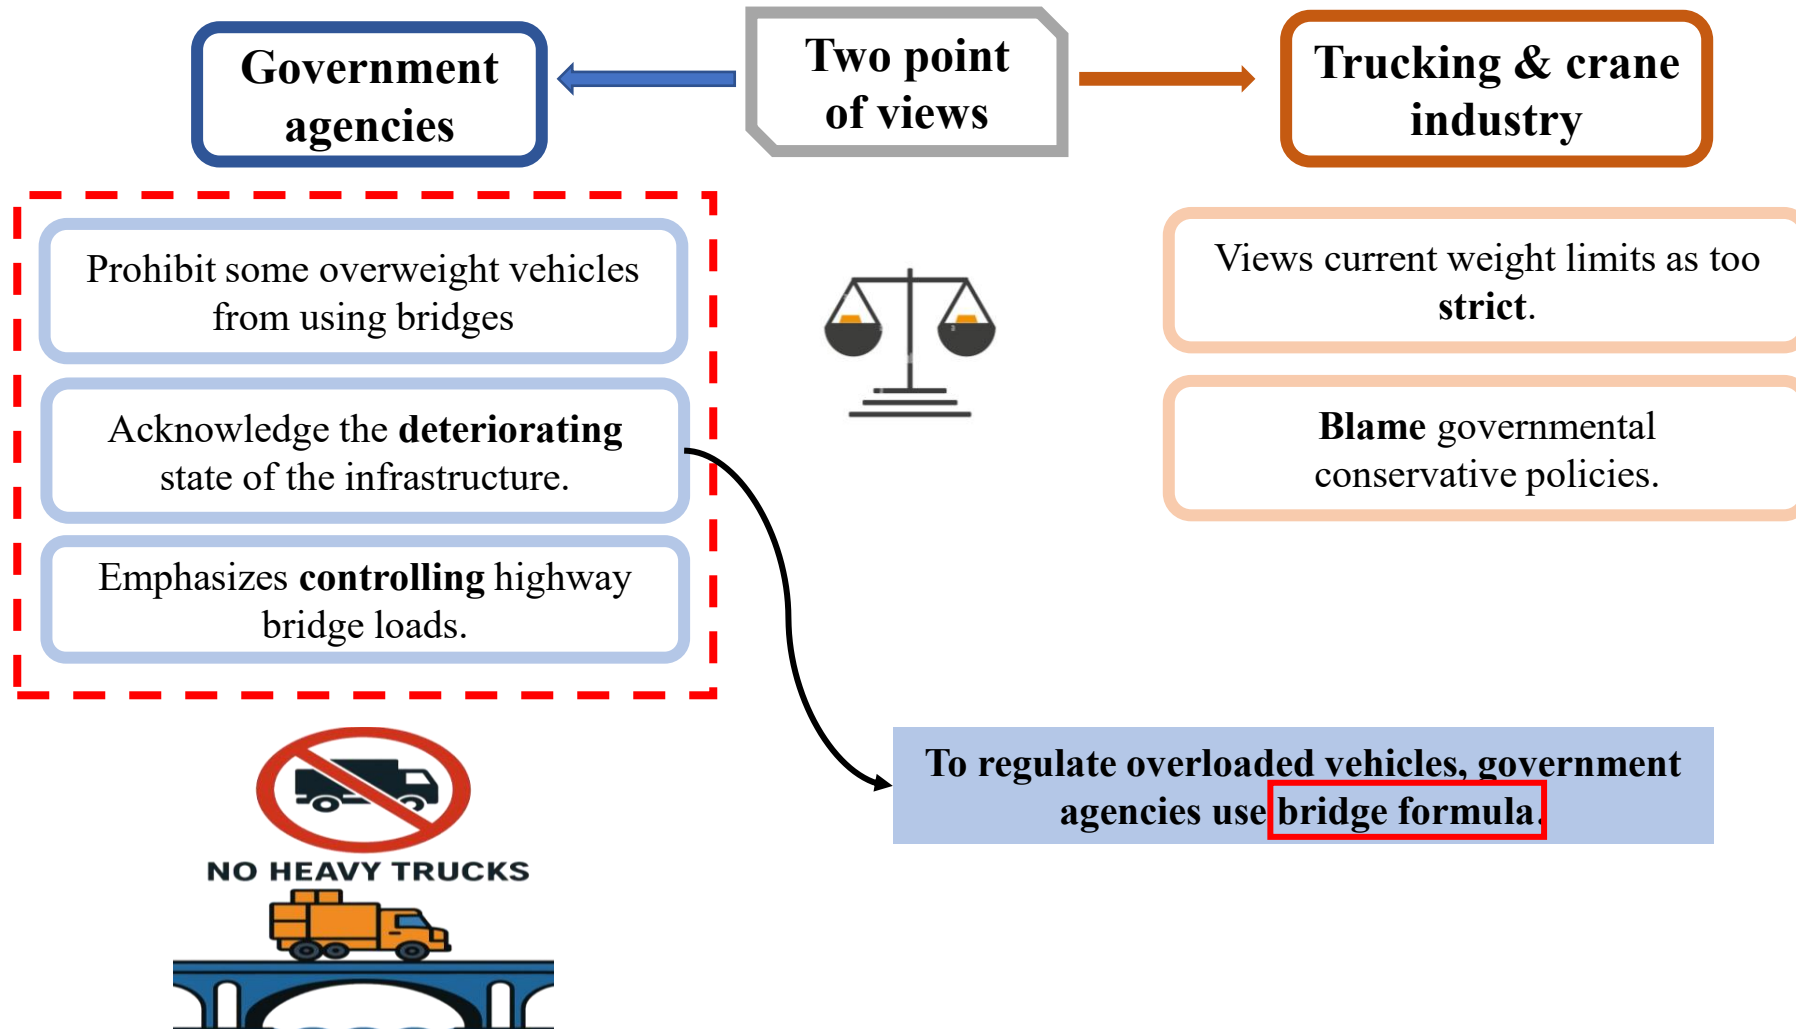 Government
agencies
Two point
of views
Trucking & crane
industry
Prohibit some overweight vehicles
from using bridges
Acknowledge the deteriorating
state of the infrastructure.
Emphasizes controlling highway
bridge loads.
Views current weight limits as too
strict.
Blame governmental
conservative policies.
To regulate overloaded vehicles, government
agencies use bridge formula.
NO HEAVY TRUCKS